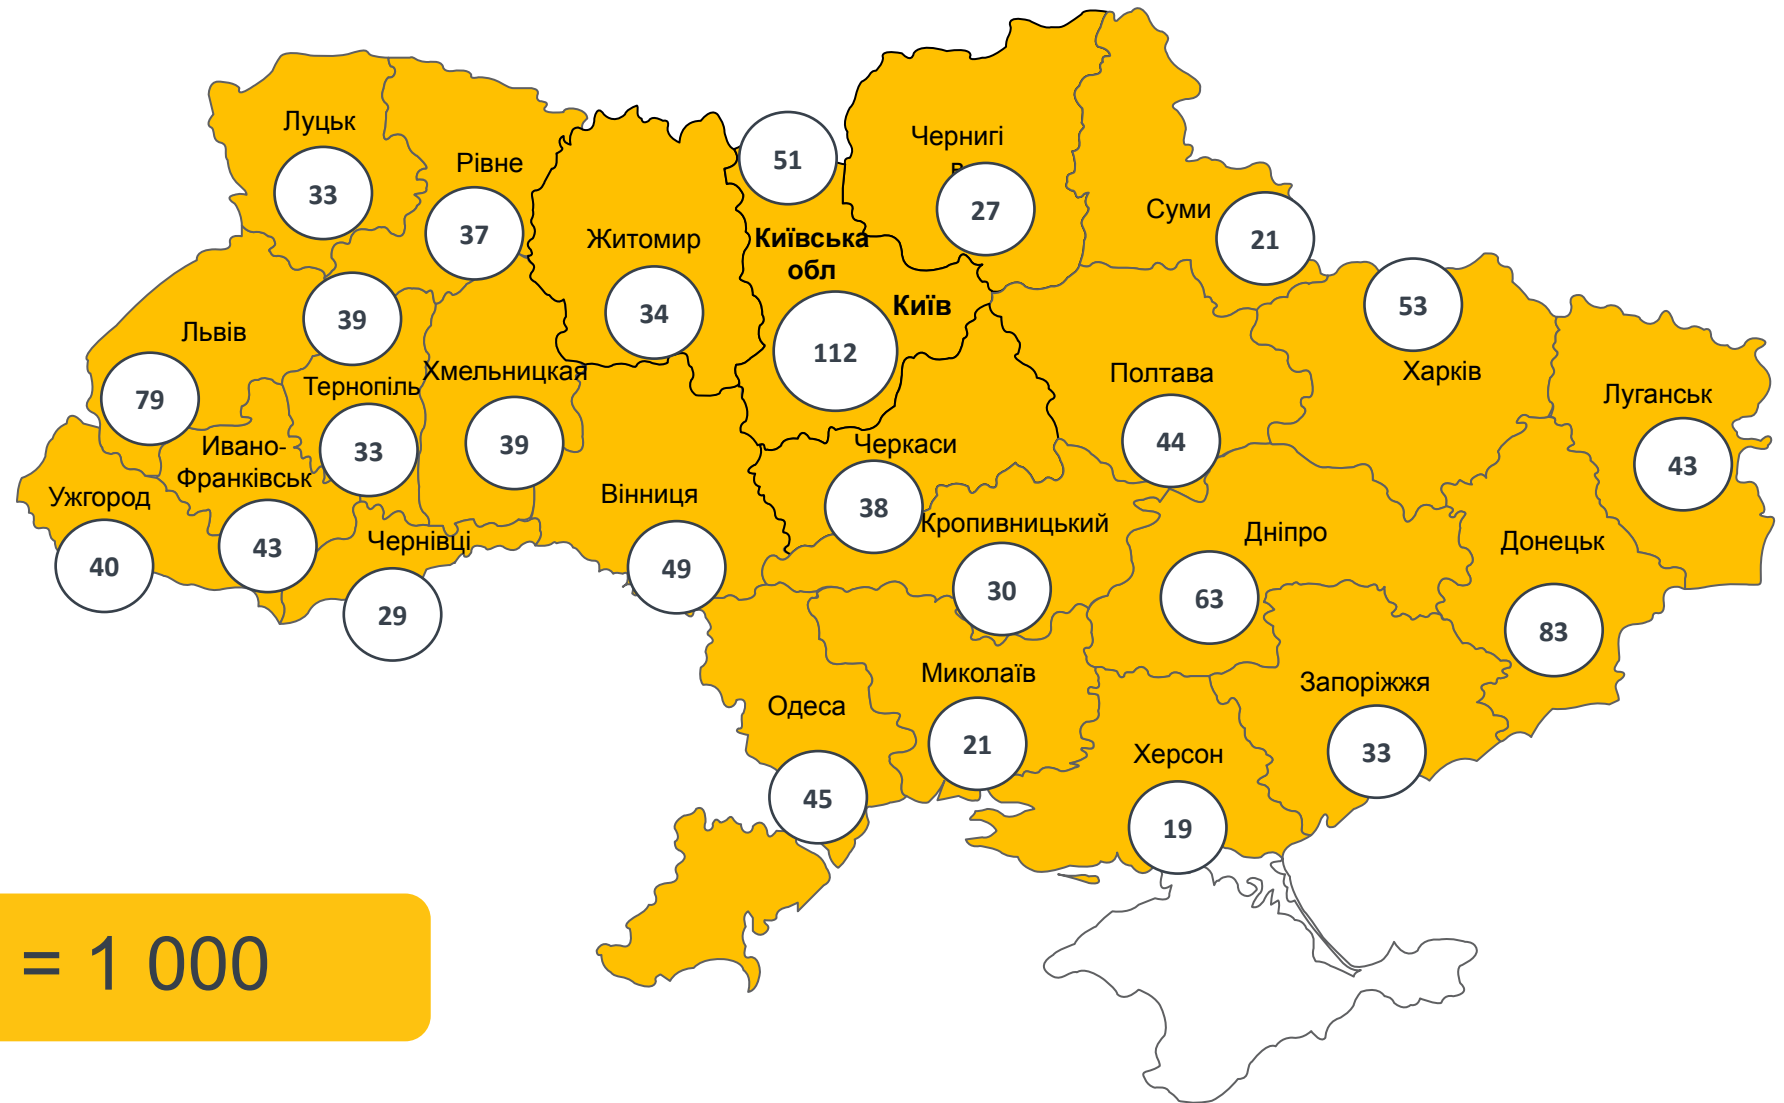 Луцьк
33
Рівне
37
Житомир
34
51
Київська
обл
Київ
112
Чернигі
в
27
Суми
21
53
Харків
Львів
79
39
Тернопіль
33
Хмельницкая
39
Ивано-
Франківськ
43
Ужгород
40
Чернівці
29
Вінниця
49
Черкаси
38
Кропивницький
30
Полтава
44
Дніпро
63
Луганськ
43
Донецьк
83
Запоріжжя
33
Миколаїв
21
Одеса
45
Херсон
19
= 1 000